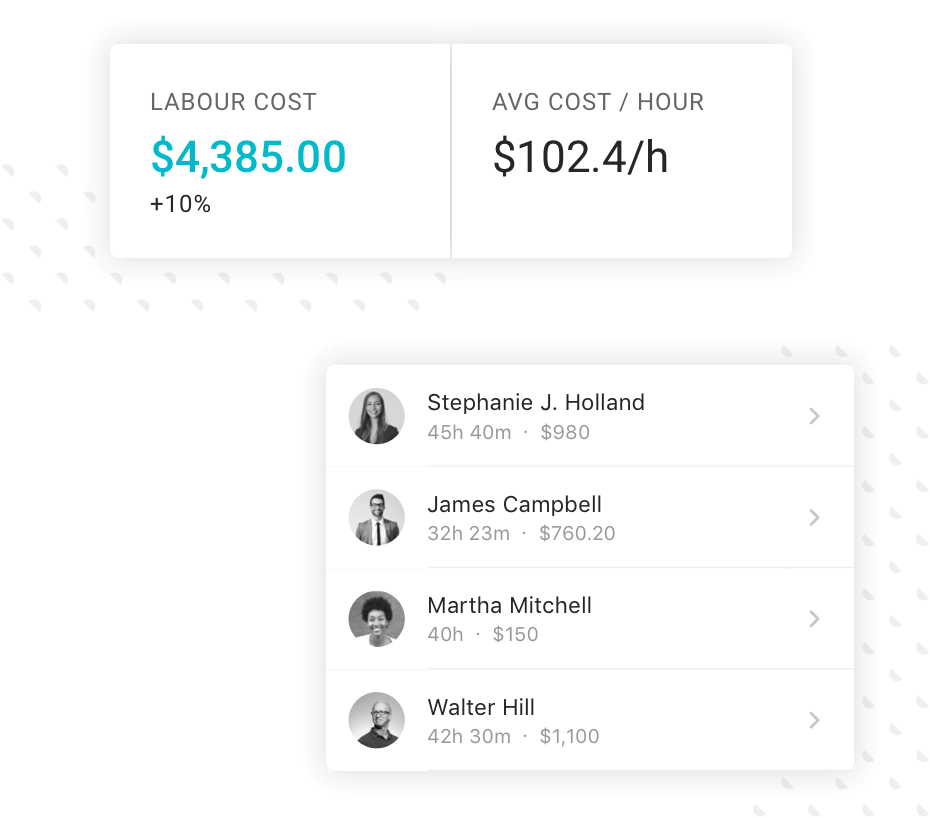 LABOUR COST
$4,385.00
+10%
AVG COST / HOUR
$102.4/h
Stephanie J. Holland
45h 40m · $980
James Campbell
32h 23m · $760.20
Martha Mitchell
40h · $150
Walter Hill
42h 30m · $1,100